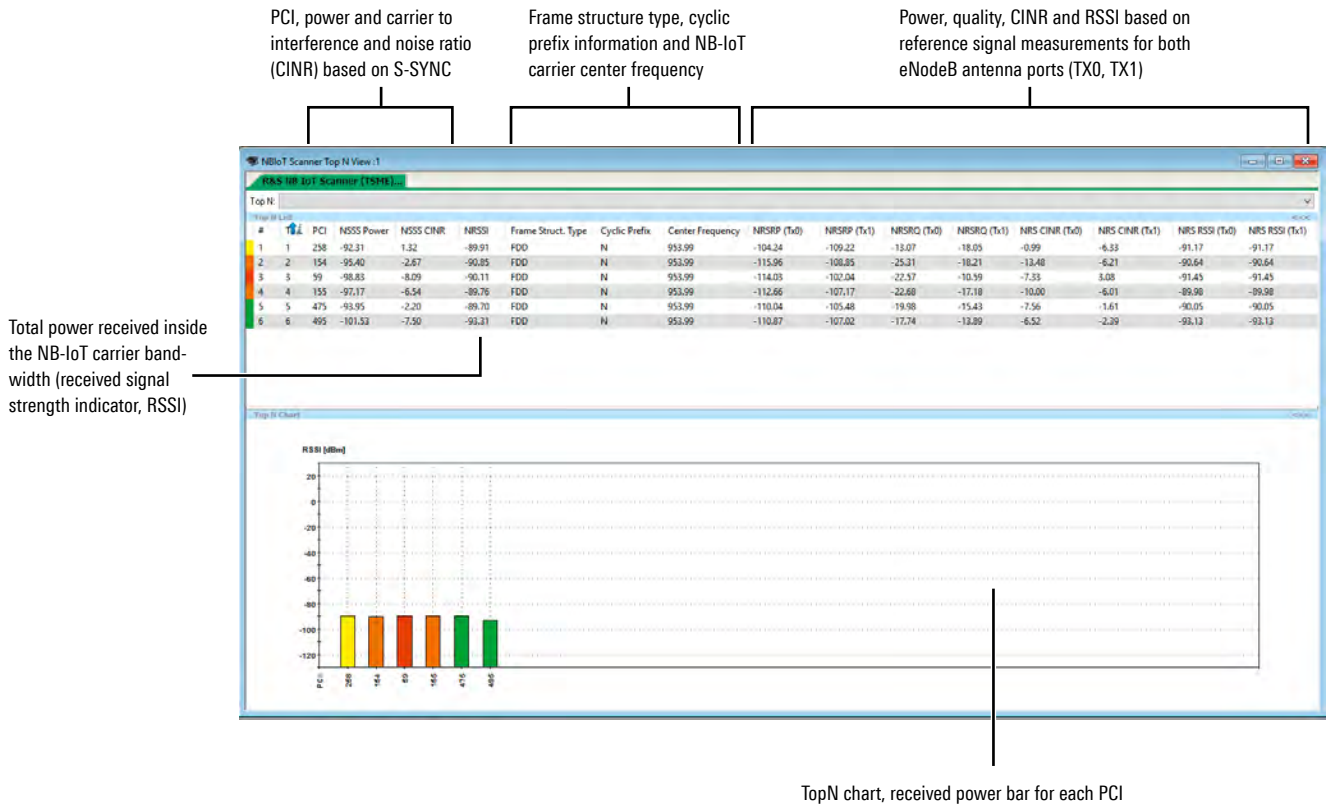 PCI, power and carrier to
interference and noise ratio
(CINR) based on S-SYNC
Frame structure type, cyclic
prefix information and NB-IoT
carrier center frequency
Power, quality, CINR and RSSI based on
reference signal measurements for both
eNodeB antenna ports (TX0, TX1)
NBIoT Scanner Top N View :1
R&S NB IoT Scanner (TSME)...
Top N:
Top N List <<<
# PCI NSSS Power NSSS CINR NRSSI Frame Struct. Type Cyclic Prefix Center Frequency NRSRP (Tx0) NRSRP (Tx1) NRSRQ (Tx0) NRSRQ (Tx1) NRS CINR (Tx0) NRS CINR (Tx1) NRS RSSI (Tx0) NRS RSSI (Tx1)
1 1 258 -92.31 1.32 -89.91 FDD N 953.99 -104.24 -109.22 -13.07 -18.05 -0.99 -6.33 -91.17 -91.17
2 2 154 -95.40 -2.67 -90.85 FDD N 953.99 -115.96 -108.85 -25.31 -18.21 -13.48 -6.21 -90.64 -90.64
3 3 59 -98.83 -8.09 -90.11 FDD N 953.99 -114.03 -102.04 -22.57 -10.59 -7.33 3.08 -91.45 -91.45
4 4 155 -97.17 -6.54 -89.76 FDD N 953.99 -112.66 -107.17 -22.68 -17.18 -10.00 -6.01 -89.98 -89.98
5 5 475 -93.95 -2.20 -89.70 FDD N 953.99 -110.04 -105.48 -19.98 -15.43 -7.56 -1.61 -90.05 -90.05
6 6 495 -101.53 -7.50 -93.31 FDD N 953.99 -110.87 -107.02 -17.74 -13.89 -6.52 -2.39 -93.13 -93.13
Total power received inside
the NB-IoT carrier band-
width (received signal
strength indicator, RSSI)
Top N Chart <<<
RSSI [dBm]
20
0
-20
-40
-60
-80
-100
-120
PCI: 258 154 59 155 475 495
TopN chart, received power bar for each PCI